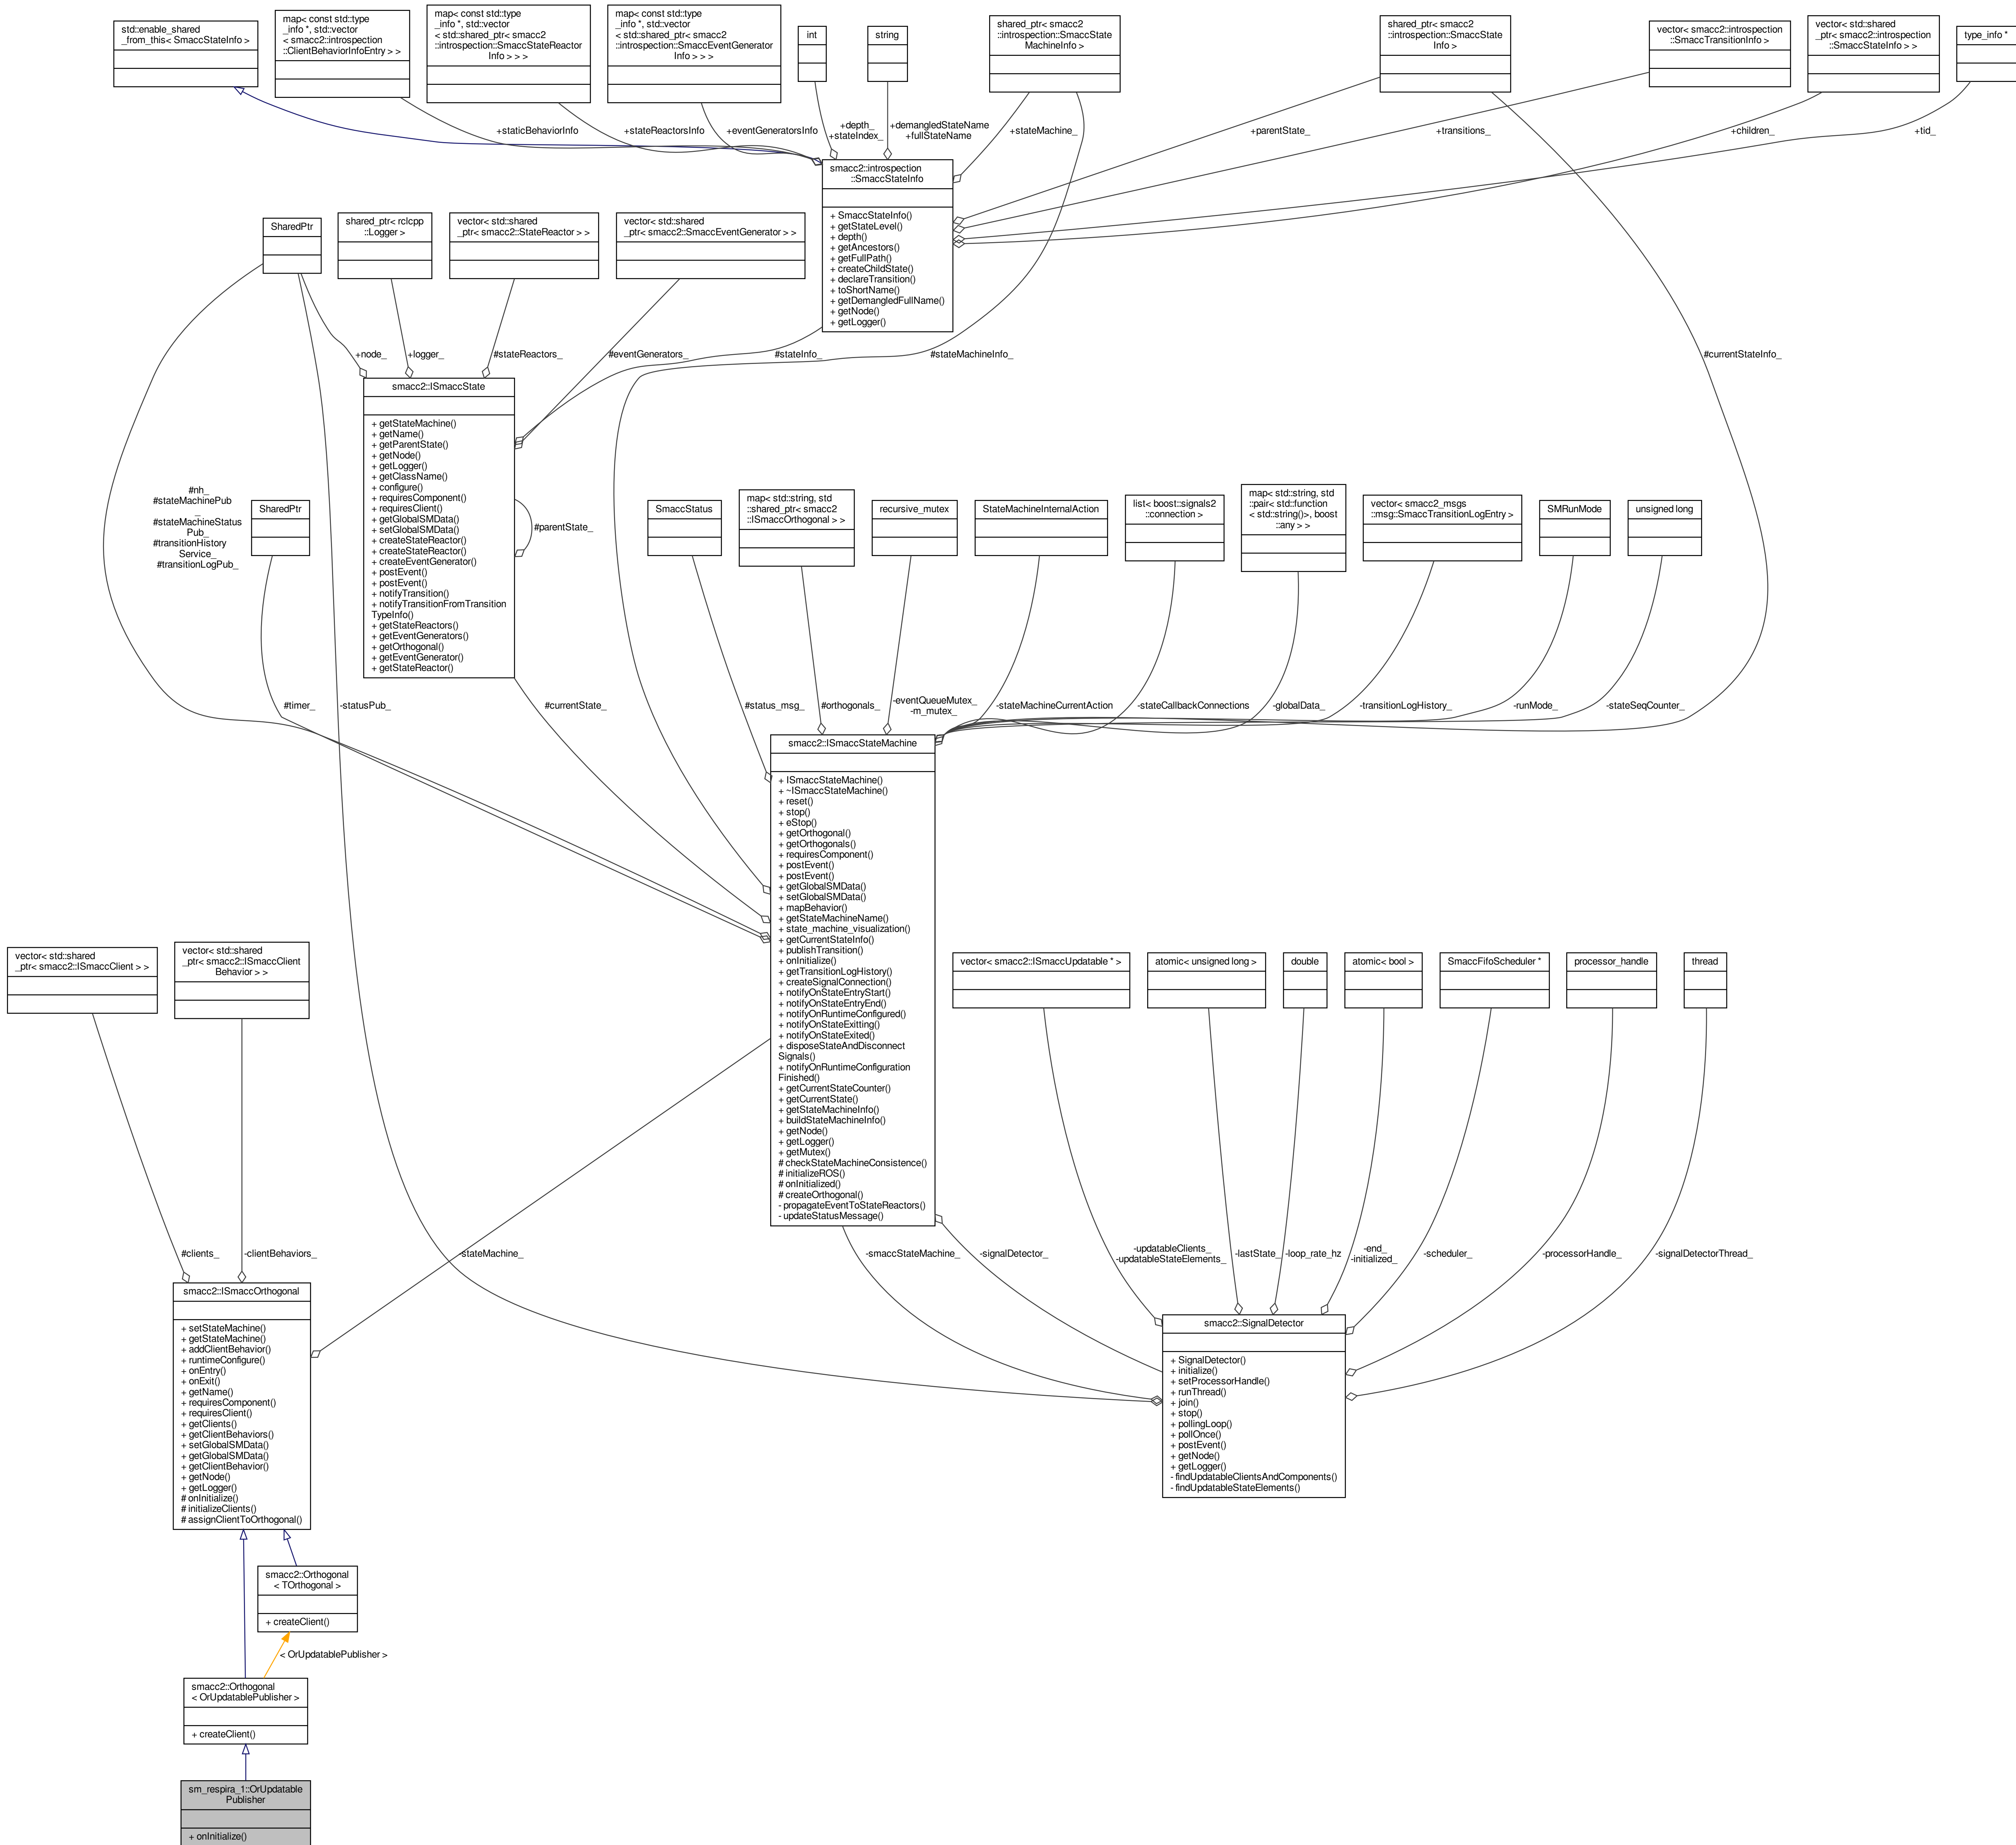 std::enable_shared
_from_this< SmaccStateInfo >
map< const std::type
_info *, std::vector
< smacc2::introspection
::ClientBehaviorInfoEntry > >
map< const std::type
_info *, std::vector
< std::shared_ptr< smacc2
::introspection::SmaccStateReactor
Info > > >
map< const std::type
_info *, std::vector
< std::shared_ptr< smacc2
::introspection::SmaccEventGenerator
Info > > >
int
string
shared_ptr< smacc2
::introspection::SmaccState
MachineInfo >
shared_ptr< smacc2
::introspection::SmaccState
Info >
vector< smacc2::introspection
::SmaccTransitionInfo >
vector< std::shared
_ptr< smacc2::introspection
::SmaccStateInfo > >
type_info *
+staticBehaviorInfo
+stateReactorsInfo
+eventGeneratorsInfo
+depth_
+stateIndex_
+demangledStateName
+fullStateName
+stateMachine_
+parentState_
+transitions_
+children_
+tid_
smacc2::introspection
::SmaccStateInfo
+ SmaccStateInfo()
+ getStateLevel()
+ depth()
+ getAncestors()
+ getFullPath()
+ createChildState()
+ declareTransition()
+ toShortName()
+ getDemangledFullName()
+ getNode()
+ getLogger()
SharedPtr
shared_ptr< rclcpp
::Logger >
vector< std::shared
_ptr< smacc2::StateReactor > >
vector< std::shared
_ptr< smacc2::SmaccEventGenerator > >
+node_
+logger_
#stateReactors_
#eventGenerators_
#stateInfo_
#stateMachineInfo_
#currentStateInfo_
smacc2::ISmaccState
+ getStateMachine()
+ getName()
+ getParentState()
+ getNode()
+ getLogger()
+ getClassName()
+ configure()
+ requiresComponent()
+ requiresClient()
+ getGlobalSMData()
+ setGlobalSMData()
+ createStateReactor()
+ createStateReactor()
+ createEventGenerator()
+ postEvent()
+ postEvent()
+ notifyTransition()
+ notifyTransitionFromTransition
TypeInfo()
+ getStateReactors()
+ getEventGenerators()
+ getOrthogonal()
+ getEventGenerator()
+ getStateReactor()
#parentState_
#nh_
#stateMachinePub
_
#stateMachineStatus
Pub_
#transitionHistory
Service_
#transitionLogPub_
SharedPtr
SmaccStatus
map< std::string, std
::shared_ptr< smacc2
::ISmaccOrthogonal > >
recursive_mutex
StateMachineInternalAction
list< boost::signals2
::connection >
map< std::string, std
::pair< std::function
< std::string()>, boost
::any > >
vector< smacc2_msgs
::msg::SmaccTransitionLogEntry >
SMRunMode
unsigned long
#timer_
-statusPub_
#currentState_
#status_msg_
#orthogonals_
-eventQueueMutex_
-m_mutex_
-stateMachineCurrentAction
-stateCallbackConnections
-globalData_
-transitionLogHistory_
-runMode_
-stateSeqCounter_
smacc2::ISmaccStateMachine
+ ISmaccStateMachine()
+ ~ISmaccStateMachine()
+ reset()
+ stop()
+ eStop()
+ getOrthogonal()
+ getOrthogonals()
+ requiresComponent()
+ postEvent()
+ postEvent()
+ getGlobalSMData()
+ setGlobalSMData()
+ mapBehavior()
+ getStateMachineName()
+ state_machine_visualization()
+ getCurrentStateInfo()
+ publishTransition()
+ onInitialize()
+ getTransitionLogHistory()
+ createSignalConnection()
+ notifyOnStateEntryStart()
+ notifyOnStateEntryEnd()
+ notifyOnRuntimeConfigured()
+ notifyOnStateExitting()
+ notifyOnStateExited()
+ disposeStateAndDisconnect
Signals()
+ notifyOnRuntimeConfiguration
Finished()
+ getCurrentStateCounter()
+ getCurrentState()
+ getStateMachineInfo()
+ buildStateMachineInfo()
+ getNode()
+ getLogger()
+ getMutex()
# checkStateMachineConsistence()
# initializeROS()
# onInitialized()
# createOrthogonal()
- propagateEventToStateReactors()
- updateStatusMessage()
vector< std::shared
_ptr< smacc2::ISmaccClient > >
vector< std::shared
_ptr< smacc2::ISmaccClient
Behavior > >
vector< smacc2::ISmaccUpdatable * >
atomic< unsigned long >
double
atomic< bool >
SmaccFifoScheduler *
processor_handle
thread
#clients_
-clientBehaviors_
-stateMachine_
-smaccStateMachine_
-signalDetector_
-updatableClients_
-updatableStateElements_
-lastState_
-loop_rate_hz
-end_
-initialized_
-scheduler_
-processorHandle_
-signalDetectorThread_
smacc2::ISmaccOrthogonal
+ setStateMachine()
+ getStateMachine()
+ addClientBehavior()
+ runtimeConfigure()
+ onEntry()
+ onExit()
+ getName()
+ requiresComponent()
+ requiresClient()
+ getClients()
+ getClientBehaviors()
+ setGlobalSMData()
+ getGlobalSMData()
+ getClientBehavior()
+ getNode()
+ getLogger()
# onInitialize()
# initializeClients()
# assignClientToOrthogonal()
smacc2::SignalDetector
+ SignalDetector()
+ initialize()
+ setProcessorHandle()
+ runThread()
+ join()
+ stop()
+ pollingLoop()
+ pollOnce()
+ postEvent()
+ getNode()
+ getLogger()
- findUpdatableClientsAndComponents()
- findUpdatableStateElements()
smacc2::Orthogonal
< TOrthogonal >
+ createClient()
< OrUpdatablePublisher >
smacc2::Orthogonal
< OrUpdatablePublisher >
+ createClient()
sm_respira_1::OrUpdatable
Publisher
+ onInitialize()